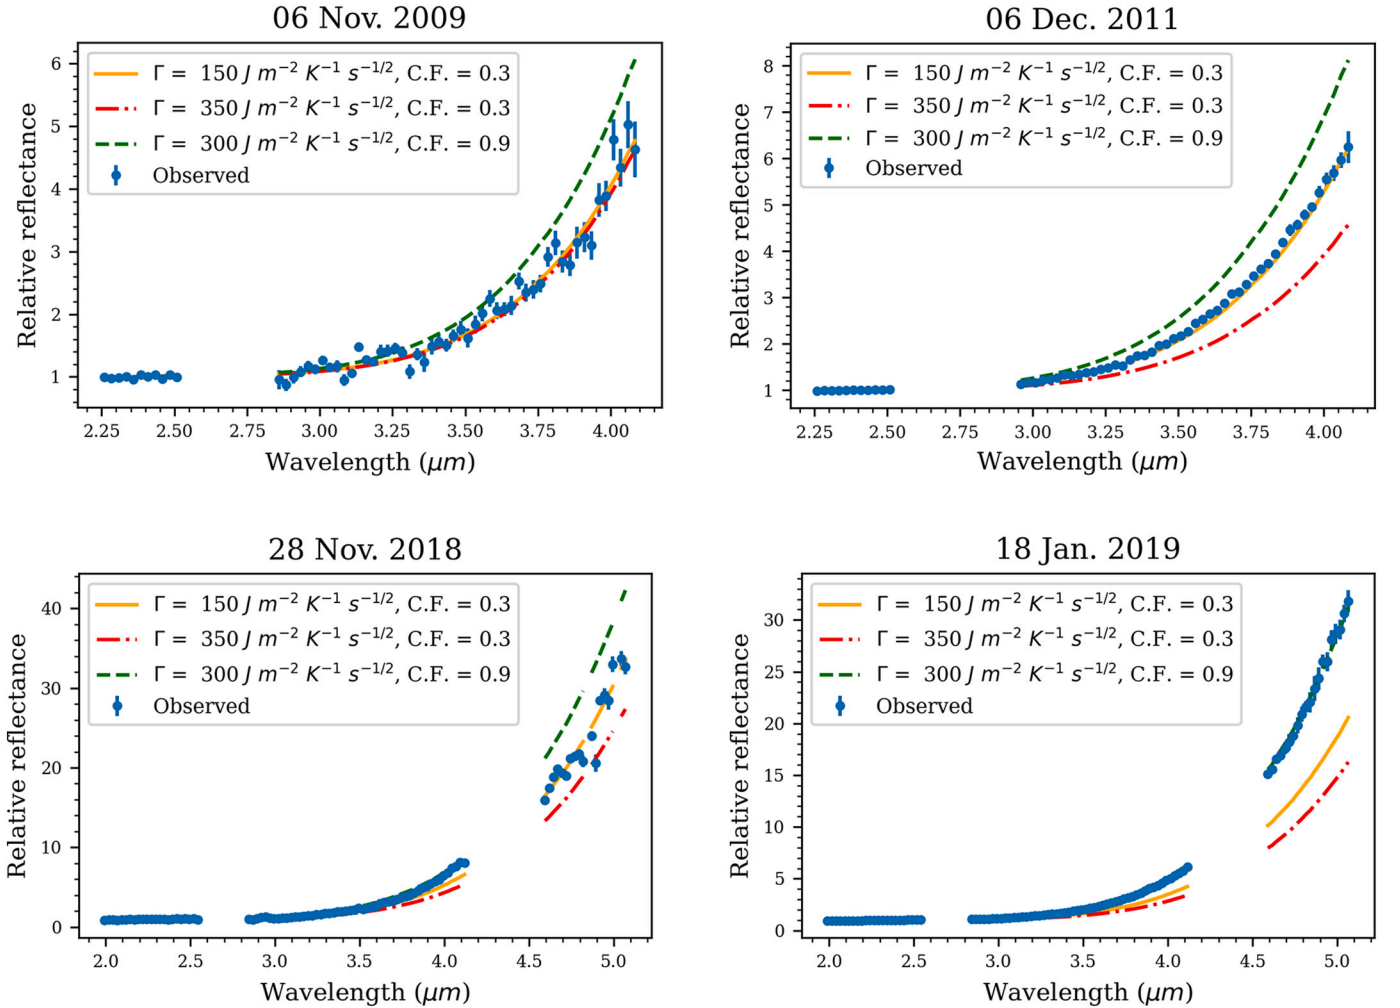 06 Nov. 2009
Γ = 150 J m⁻² K⁻¹ s⁻¹/², C.F. = 0.3
Γ = 350 J m⁻² K⁻¹ s⁻¹/², C.F. = 0.3
Γ = 300 J m⁻² K⁻¹ s⁻¹/², C.F. = 0.9
Observed
Relative reflectance
6
5
4
3
2
1
2.25 2.50 2.75 3.00 3.25 3.50 3.75 4.00
Wavelength (μm)
06 Dec. 2011
Γ = 150 J m⁻² K⁻¹ s⁻¹/², C.F. = 0.3
Γ = 350 J m⁻² K⁻¹ s⁻¹/², C.F. = 0.3
Γ = 300 J m⁻² K⁻¹ s⁻¹/², C.F. = 0.9
Observed
Relative reflectance
8
7
6
5
4
3
2
1
2.25 2.50 2.75 3.00 3.25 3.50 3.75 4.00
Wavelength (μm)
28 Nov. 2018
Γ = 150 J m⁻² K⁻¹ s⁻¹/², C.F. = 0.3
Γ = 350 J m⁻² K⁻¹ s⁻¹/², C.F. = 0.3
Γ = 300 J m⁻² K⁻¹ s⁻¹/², C.F. = 0.9
Observed
Relative reflectance
40
30
20
10
0
2.0 2.5 3.0 3.5 4.0 4.5 5.0
Wavelength (μm)
18 Jan. 2019
Γ = 150 J m⁻² K⁻¹ s⁻¹/², C.F. = 0.3
Γ = 350 J m⁻² K⁻¹ s⁻¹/², C.F. = 0.3
Γ = 300 J m⁻² K⁻¹ s⁻¹/², C.F. = 0.9
Observed
Relative reflectance
30
25
20
15
10
5
0
2.0 2.5 3.0 3.5 4.0 4.5 5.0
Wavelength (μm)